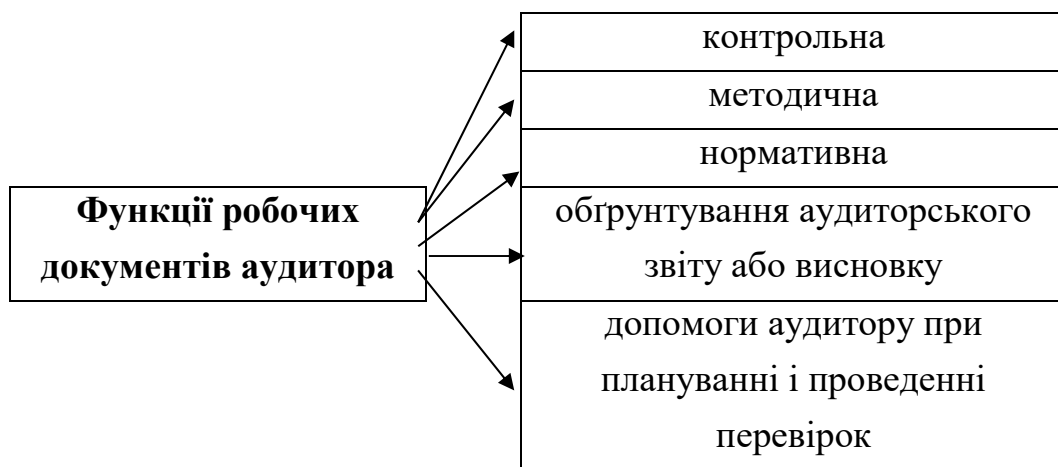 контрольна
методична
нормативна
Функції робочих
документів аудитора
обґрунтування аудиторського
звіту або висновку
допомоги аудитору при
плануванні і проведенні
перевірок